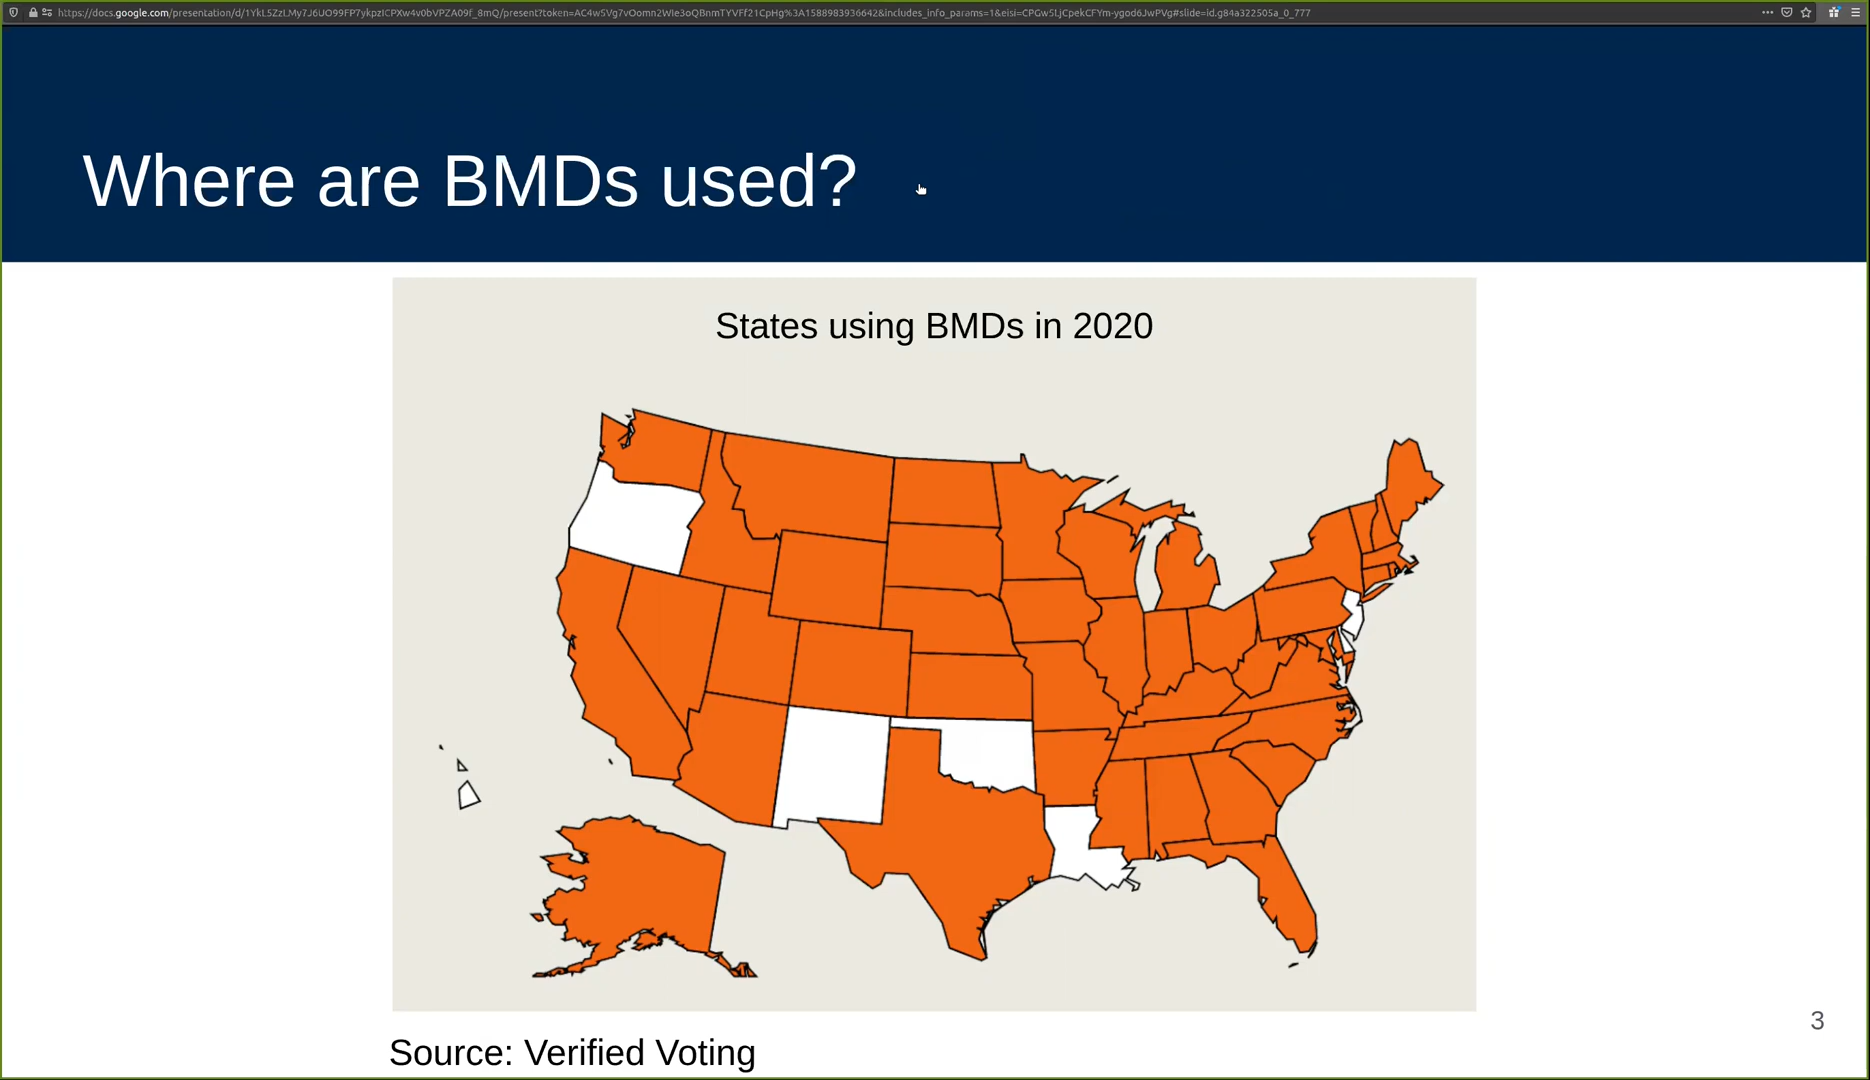 https://docs.google.com/presentation/d/1YkL5ZzLMy7J6UO99FP7ykpzICPXw4v0bVPZA09f_8mQ/present?token=AC4w5Vg7vOomn2WIe3oQBnmTYVFf21CpHg%3A1588983936642&includes_info_params=1&eisi=CPGw5LjCpekCFYm-ygod6JwPVg#slide=id.g84a322505a_0_777
Where are BMDs used?
States using BMDs in 2020
3
Source: Verified Voting